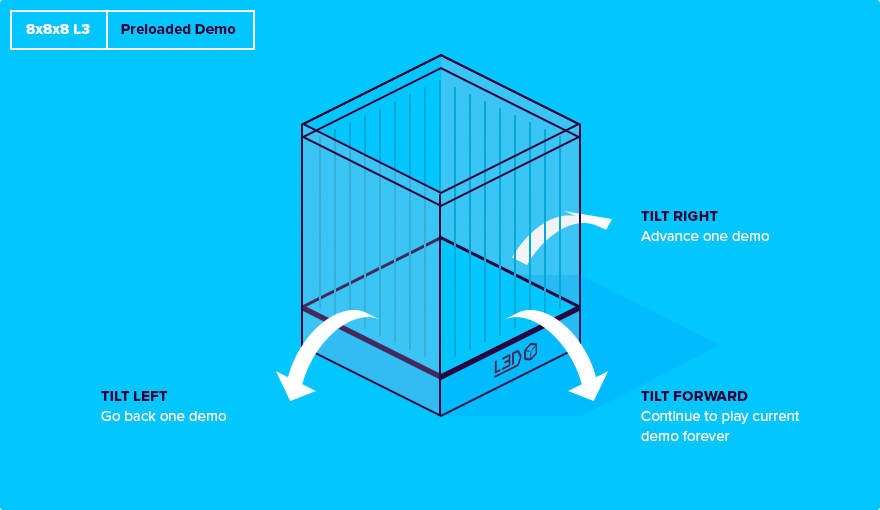 8x8x8 L3 Preloaded Demo
TILT RIGHT
Advance one demo
L3D
TILT LEFT
Go back one demo
TILT FORWARD
Continue to play current
demo forever